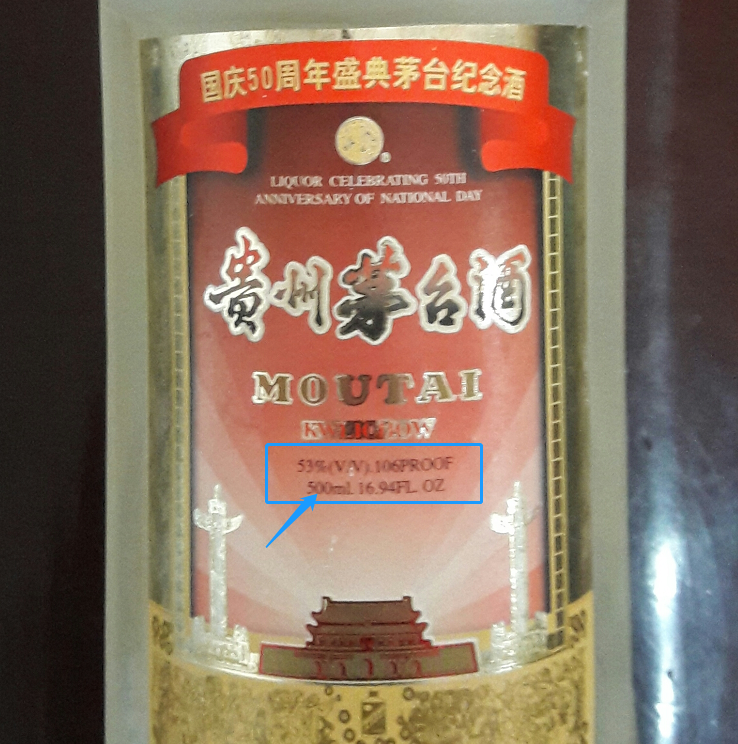 国庆50周年盛典茅台纪念酒
®
LIQUOR CELEBRATING 50TH
ANNIVERSARY OF NATIONAL DAY
贵州茅台酒
MOUTAI
53%(V/V).106PROOF
500mL 16.94FL. OZ